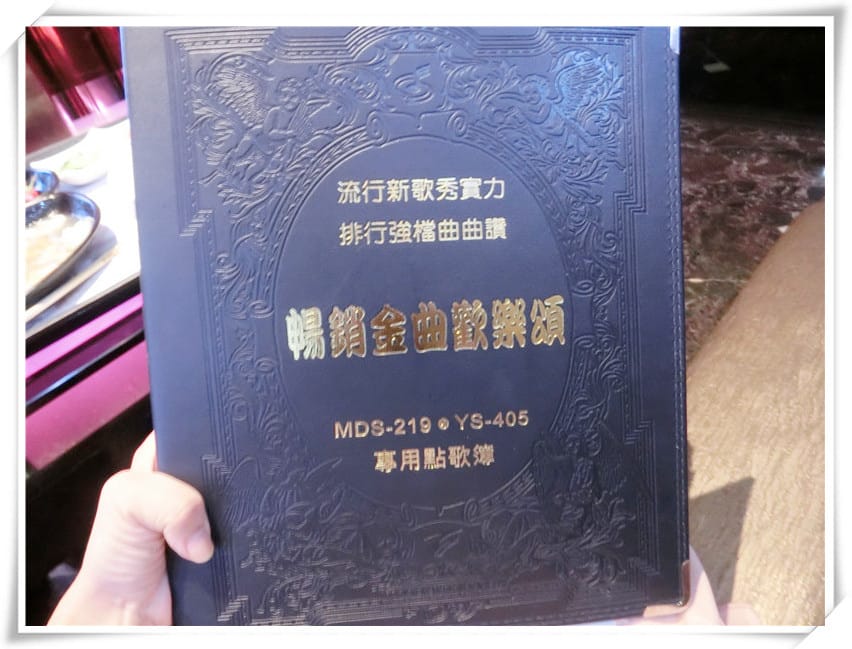 流行新歌秀實力
排行強檔曲曲讚
暢銷金曲歡樂頌
MDS-219 ● YS-405
專用點歌簿